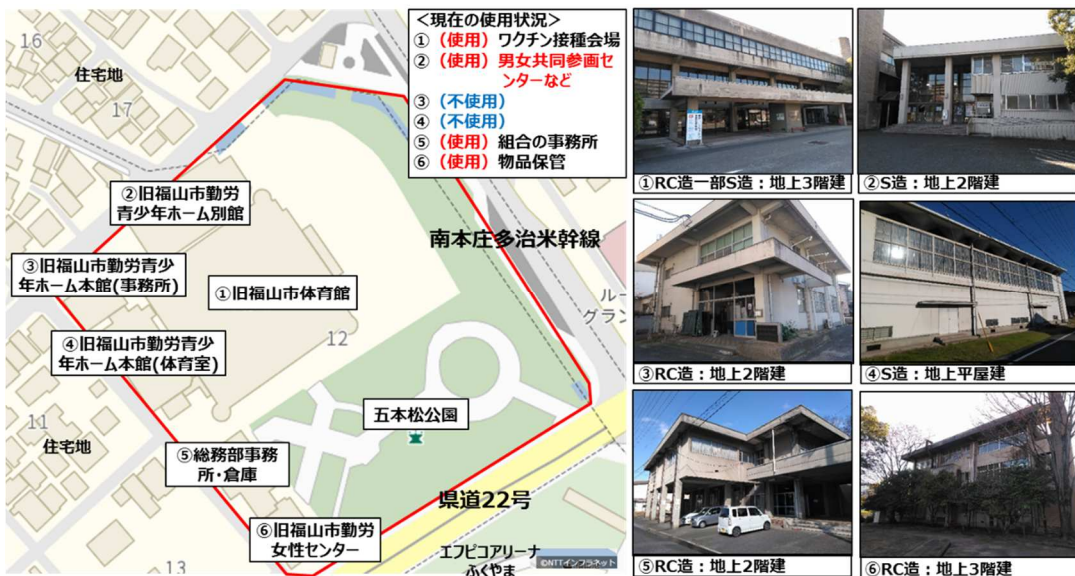 <現在の使用状況>
① （使用） ワクチン接種会場
② （使用） 男女共同参画セ
ンターなど
③ （不使用）
④ （不使用）
⑤ （使用） 組合の事務所
⑥ （使用） 物品保管
16
住宅地
17
②旧福山市勤労
青少年ホーム別館
南本庄多治米幹線
③旧福山市勤労青少
年ホーム本館(事務所)
①旧福山市体育館
ルー
グラン
④旧福山市勤労青少
年ホーム本館(体育室)
12
11
住宅地
五本松公園
⑤総務部事務
所・倉庫
県道22号
⑥旧福山市勤労
女性センター
エフピコアリーナ
ふくやま
©NTTインフラネット
13
①RC造一部S造：地上3階建
②S造：地上2階建
③RC造：地上2階建
④S造：地上平屋建
⑤RC造：地上2階建
⑥RC造：地上3階建